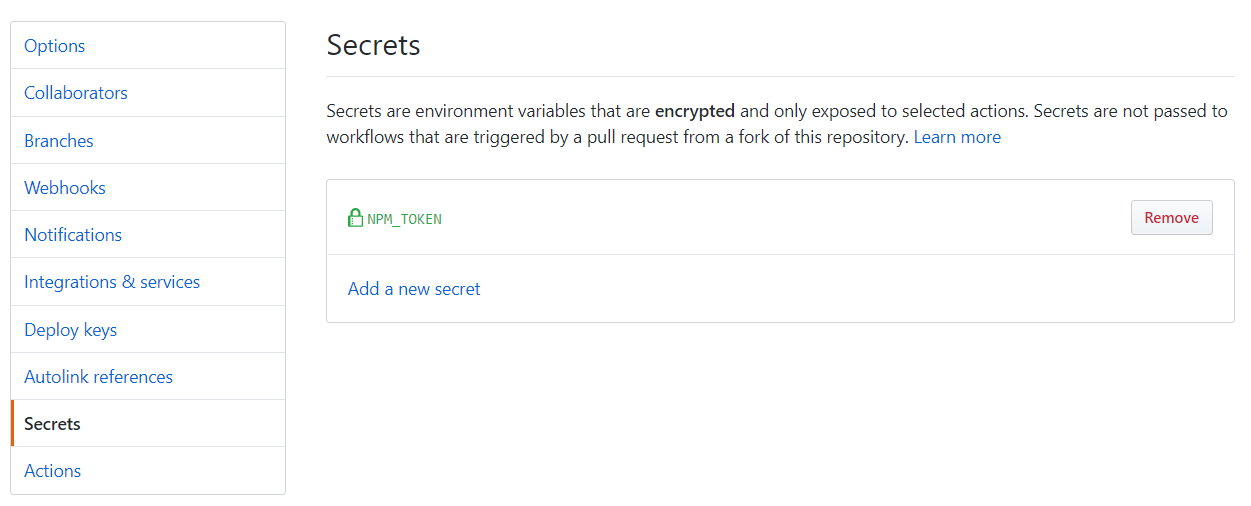 Options
Collaborators
Branches
Webhooks
Notifications
Integrations & services
Deploy keys
Autolink references
Secrets
Actions
Secrets
Secrets are environment variables that are encrypted and only exposed to selected actions. Secrets are not passed to
workflows that are triggered by a pull request from a fork of this repository. Learn more
NPM_TOKEN
Remove
Add a new secret